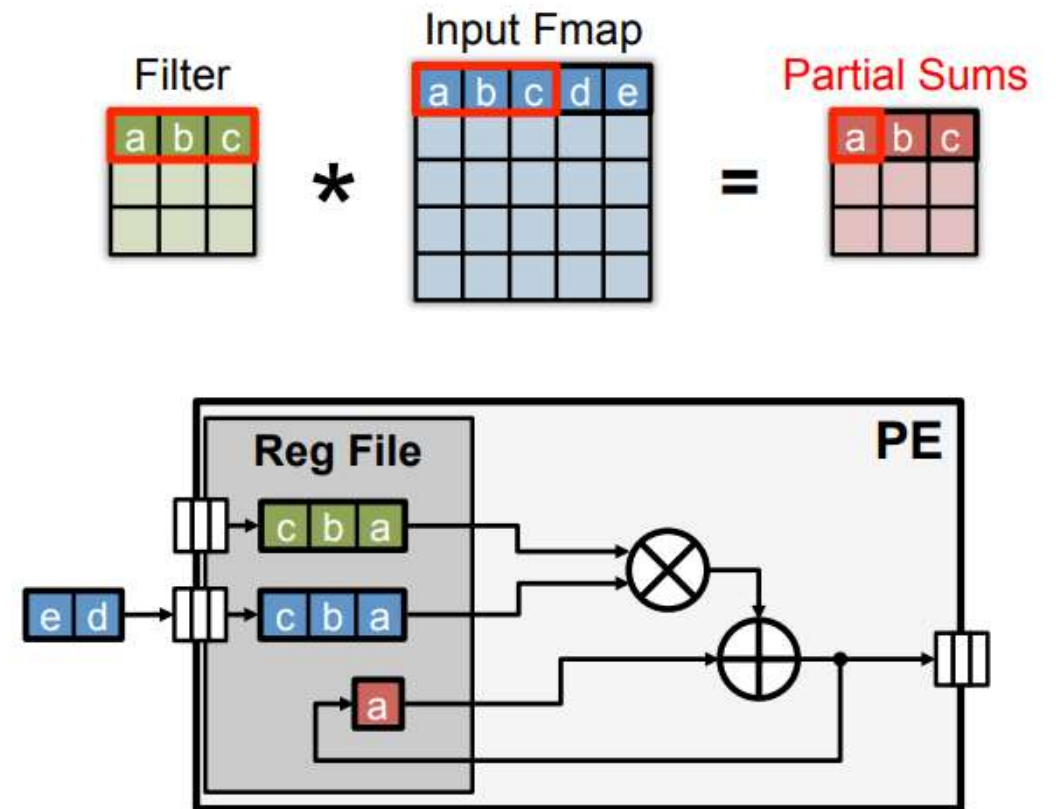 Input Fmap
Filter
Partial Sums
a b c d e
a b c
a b c
*
=
PE
Reg File
c b a
e d
c b a
a